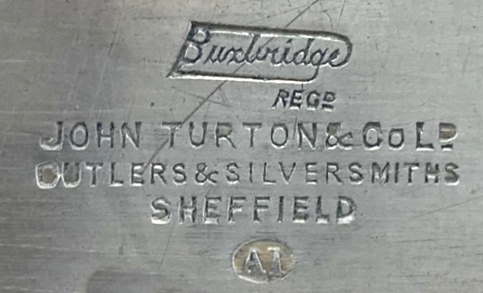 Buxbridge
REGD
JOHN TURTON & Co LD
CUTLERS & SILVERSMITHS
SHEFFIELD
A1